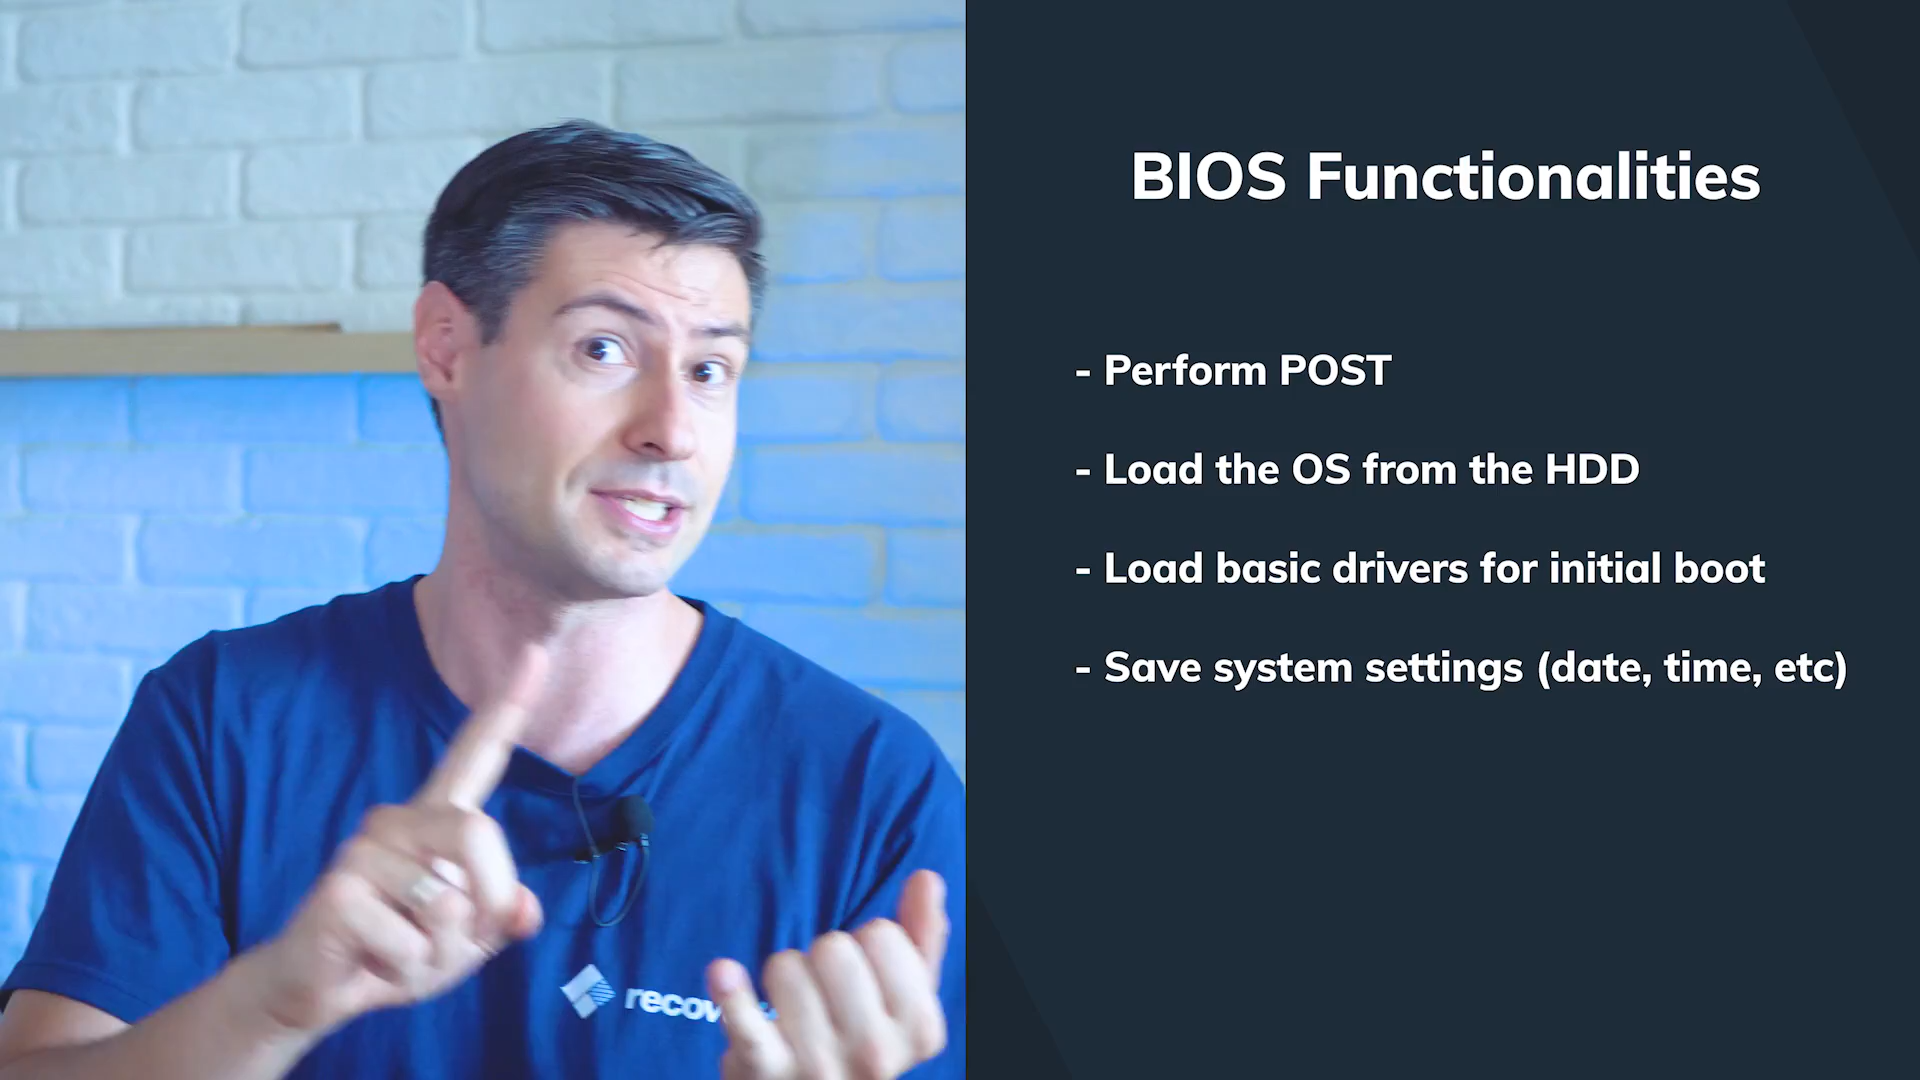 BIOS Functionalities
- Perform POST
- Load the OS from the HDD
- Load basic drivers for initial boot
- Save system settings (date, time, etc)